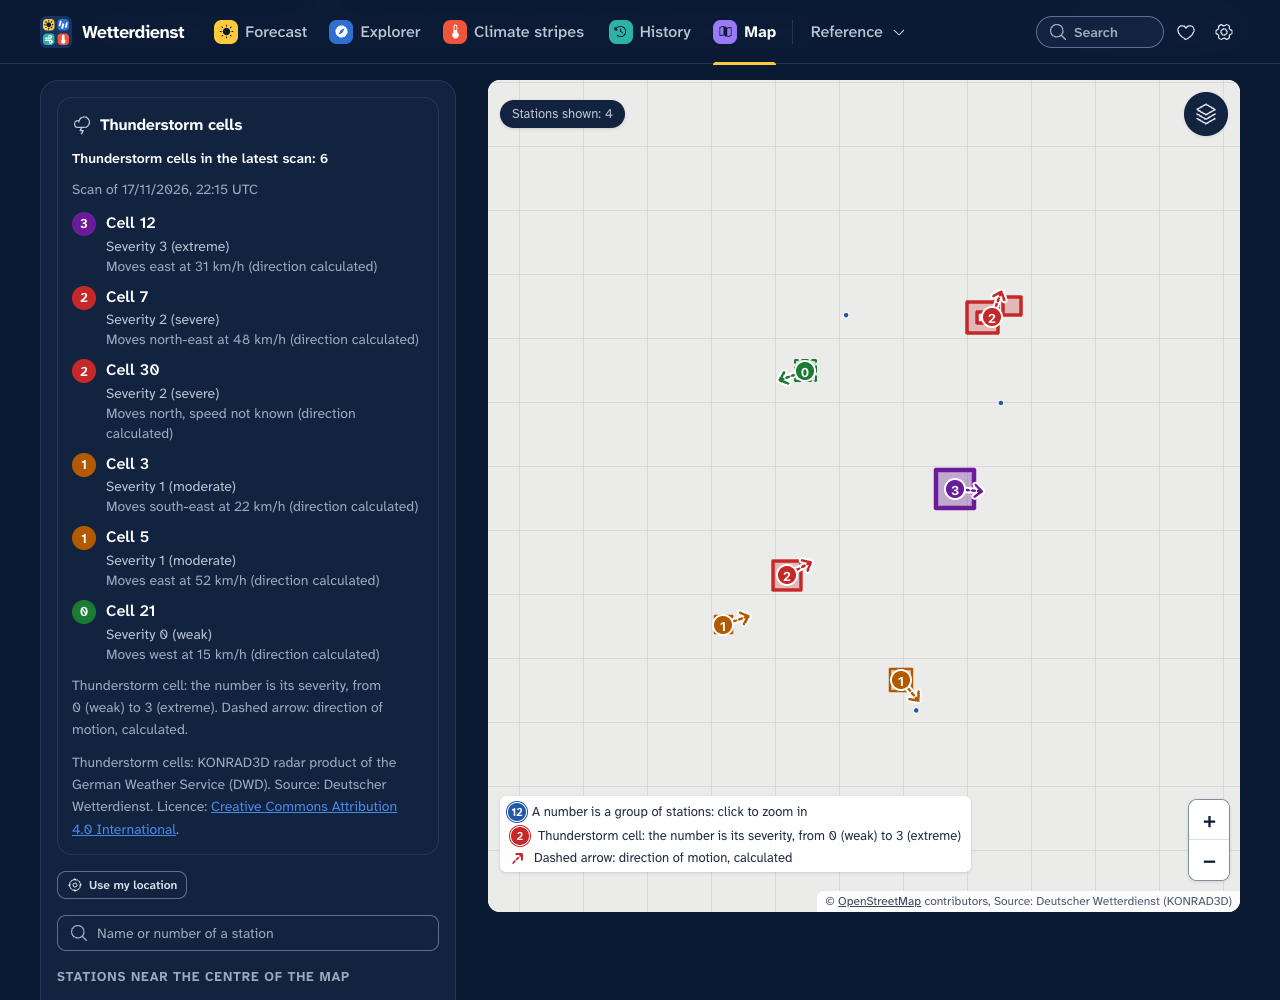 Wetterdienst
Forecast
Explorer
Climate stripes
History
Map
Reference
Search
Thunderstorm cells
Thunderstorm cells in the latest scan: 6
Scan of 17/11/2026, 22:15 UTC
3 Cell 12
Severity 3 (extreme)
Moves east at 31 km/h (direction calculated)
2 Cell 7
Severity 2 (severe)
Moves north-east at 48 km/h (direction calculated)
2 Cell 30
Severity 2 (severe)
Moves north, speed not known (direction
calculated)
1 Cell 3
Severity 1 (moderate)
Moves south-east at 22 km/h (direction calculated)
1 Cell 5
Severity 1 (moderate)
Moves east at 52 km/h (direction calculated)
0 Cell 21
Severity 0 (weak)
Moves west at 15 km/h (direction calculated)
Thunderstorm cell: the number is its severity, from
0 (weak) to 3 (extreme). Dashed arrow: direction of
motion, calculated.
Thunderstorm cells: KONRAD3D radar product of the
German Weather Service (DWD). Source: Deutscher
Wetterdienst. Licence: Creative Commons Attribution
4.0 International.
Use my location
Name or number of a station
STATIONS NEAR THE CENTRE OF THE MAP
Stations shown: 4
2
0
3
2
1
1
12 A number is a group of stations: click to zoom in
2 Thunderstorm cell: the number is its severity, from 0 (weak) to 3 (extreme)
Dashed arrow: direction of motion, calculated
+
−
© OpenStreetMap contributors, Source: Deutscher Wetterdienst (KONRAD3D)